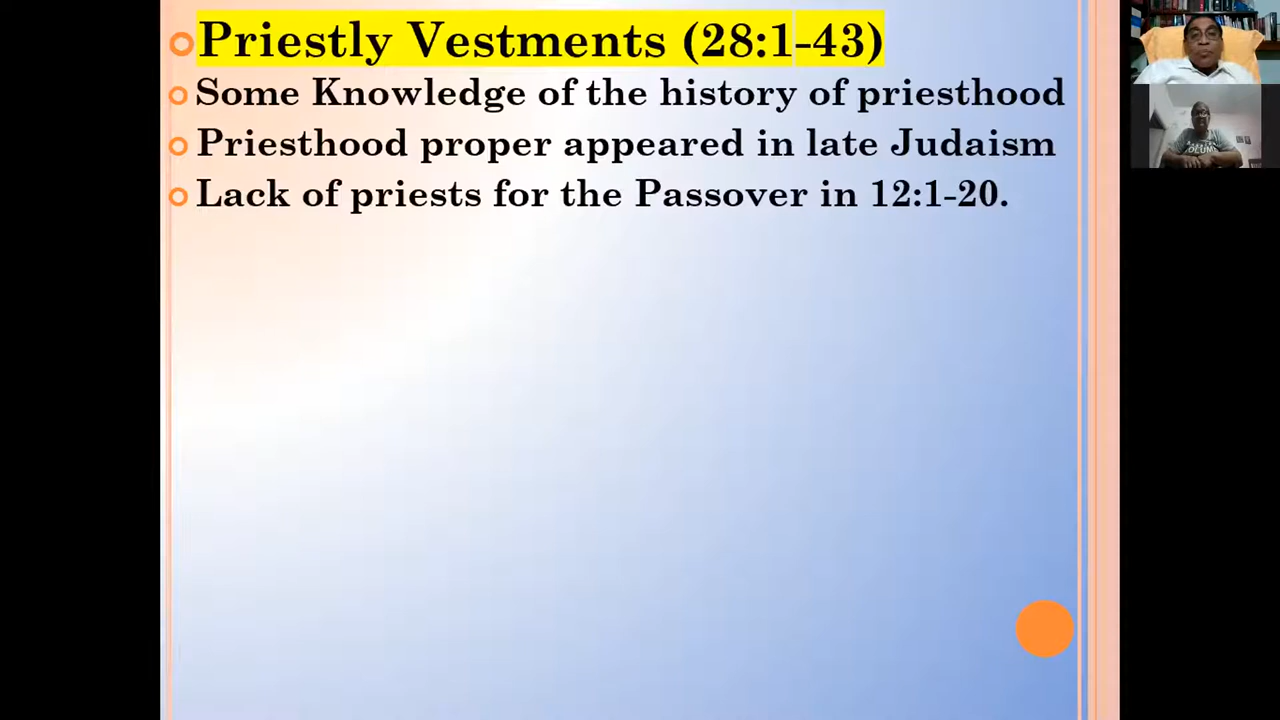 Priestly Vestments (28:1-43)
Some Knowledge of the history of priesthood
Priesthood proper appeared in late Judaism
Lack of priests for the Passover in 12:1-20.